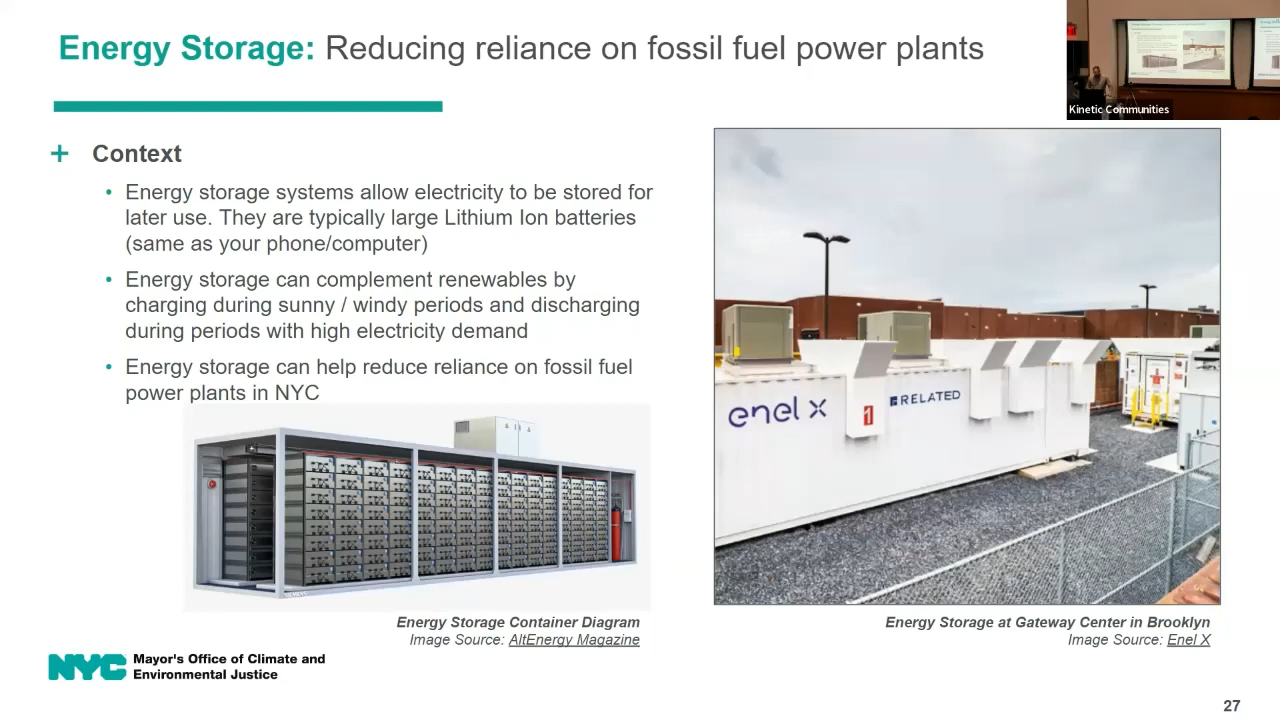 Energy Storage: Reducing reliance on fossil fuel power plants
Kinetic Communities
+ Context
• Energy storage systems allow electricity to be stored for
later use. They are typically large Lithium Ion batteries
(same as your phone/computer)
• Energy storage can complement renewables by
charging during sunny / windy periods and discharging
during periods with high electricity demand
• Energy storage can help reduce reliance on fossil fuel
power plants in NYC
enel x
RELATED
1
Energy Storage Container Diagram
Image Source: AltEnergy Magazine
Energy Storage at Gateway Center in Brooklyn
Image Source: Enel X
NYC Mayor's Office of Climate and
Environmental Justice
27